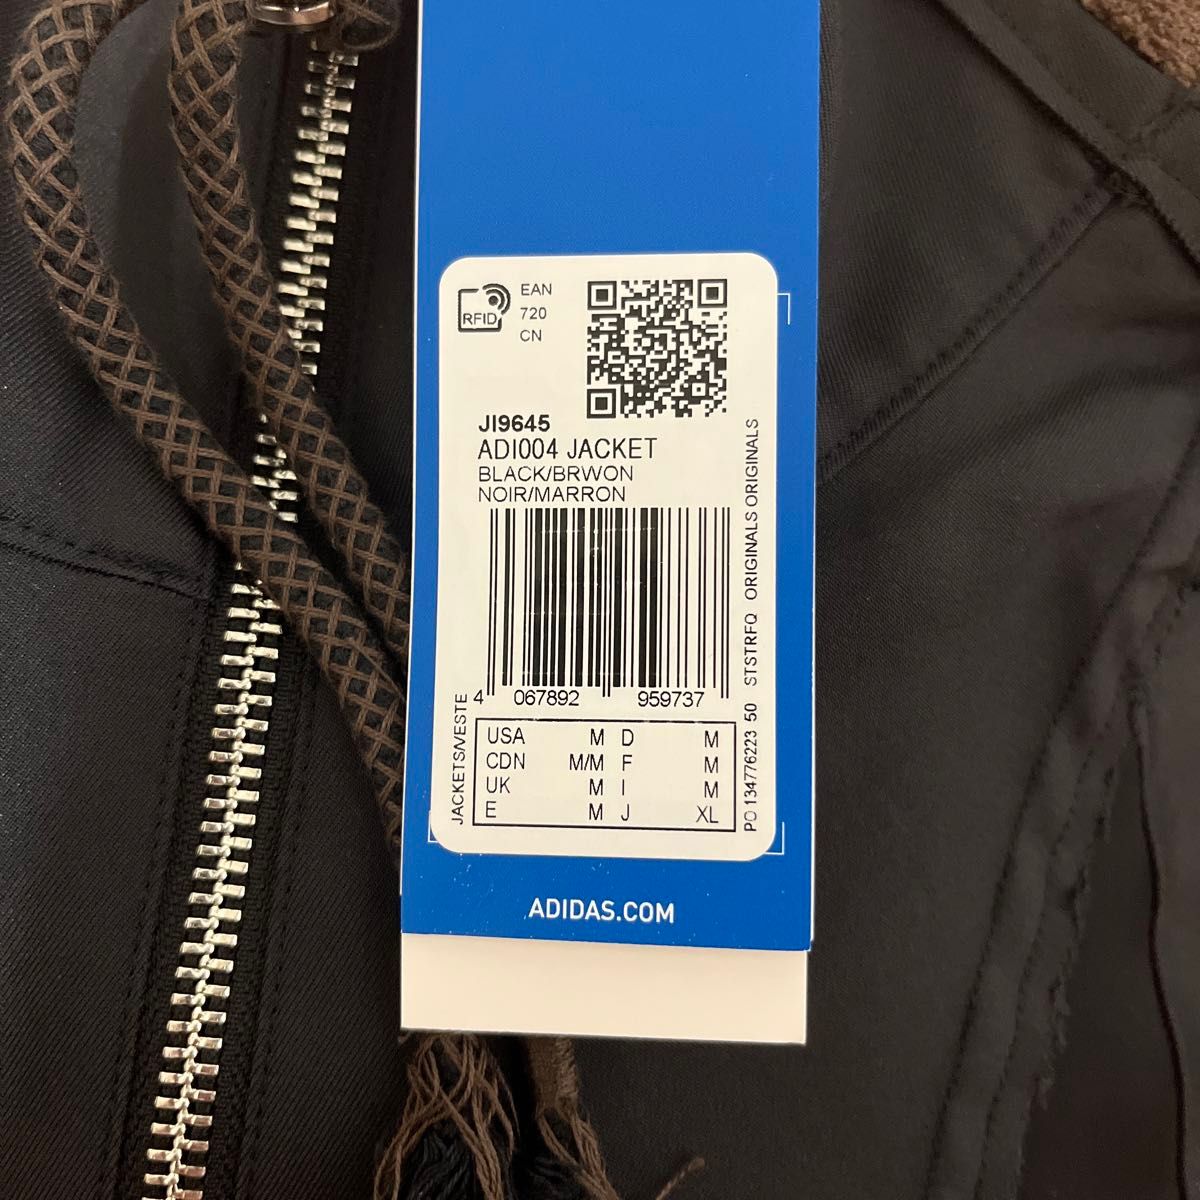 RFID
EAN
720
CN
JI9645
ADI004 JACKET
BLACK/BRWON
NOIR/MARRON
4 067892 959737
JACKETS/VESTE
PO 134776223 50 STSTRFQ ORIGINALS ORIGINALS
USA M D M
CDN M/M F M
UK M I M
E M J XL
ADIDAS.COM